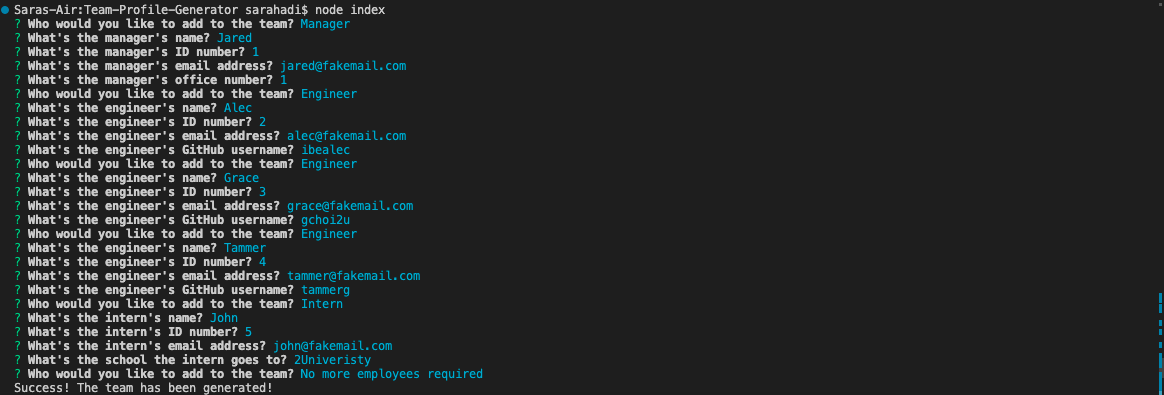 Saras-Air:Team-Profile-Generator sarahadi$ node index
? Who would you like to add to the team? Manager
? What's the manager's name? Jared
? What's the manager's ID number? 1
? What's the manager's email address? jared@fakemail.com
? What's the manager's office number? 1
? Who would you like to add to the team? Engineer
? What's the engineer's name? Alec
? What's the engineer's ID number? 2
? What's the engineer's email address? alec@fakemail.com
? What's the engineer's GitHub username? ibealec
? Who would you like to add to the team? Engineer
? What's the engineer's name? Grace
? What's the engineer's ID number? 3
? What's the engineer's email address? grace@fakemail.com
? What's the engineer's GitHub username? gchoi2u
? Who would you like to add to the team? Engineer
? What's the engineer's name? Tammer
? What's the engineer's ID number? 4
? What's the engineer's email address? tammer@fakemail.com
? What's the engineer's GitHub username? tammerg
? Who would you like to add to the team? Intern
? What's the intern's name? John
? What's the intern's ID number? 5
? What's the intern's email address? john@fakemail.com
? What's the school the intern goes to? 2Univeristy
? Who would you like to add to the team? No more employees required
Success! The team has been generated!